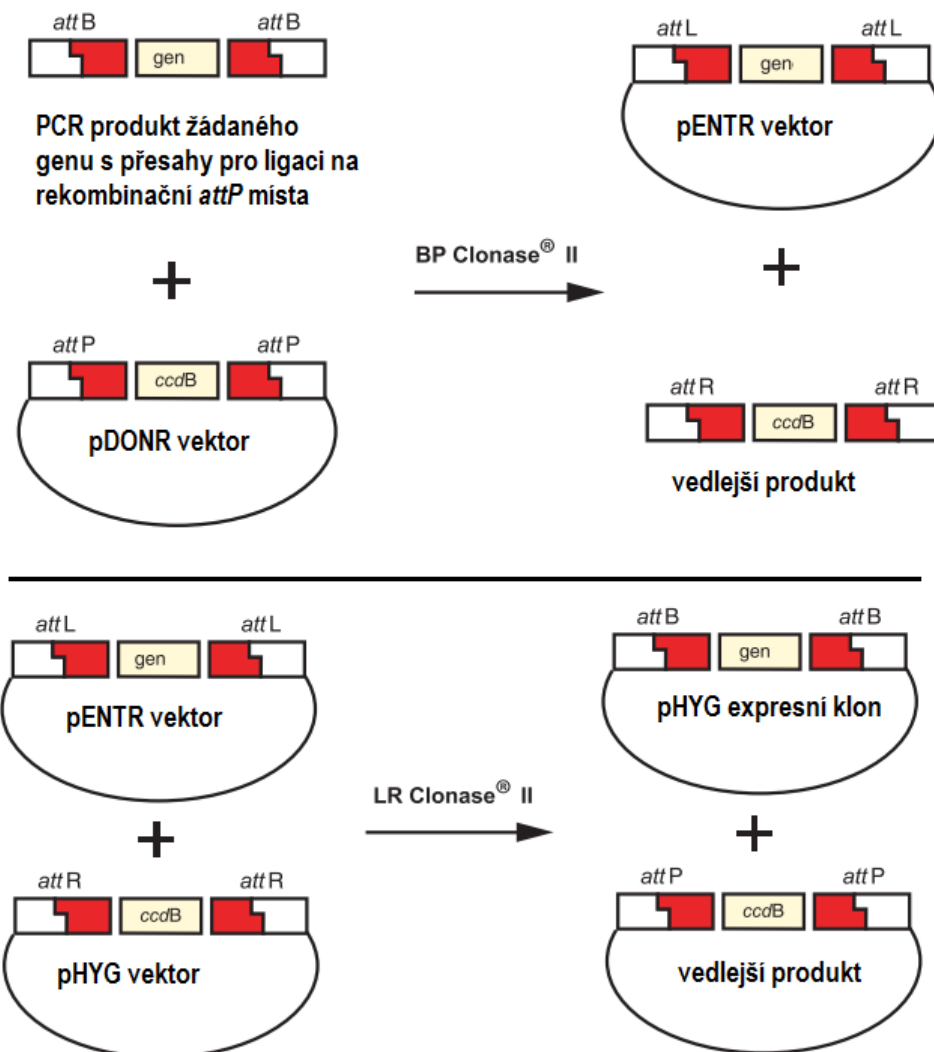 attB attB
gen
PCR produkt žádaného
genu s přesahy pro ligaci na
rekombinační attP místa
+
attP attP
ccdB
pDONR vektor
BP Clonase® II
attL attL
gen
pENTR vektor
+
attR attR
ccdB
vedlejší produkt
attL attL
gen
pENTR vektor
+
attR attR
ccdB
pHYG vektor
LR Clonase® II
attB attB
gen
pHYG expresní klon
+
attP attP
ccdB
vedlejší produkt